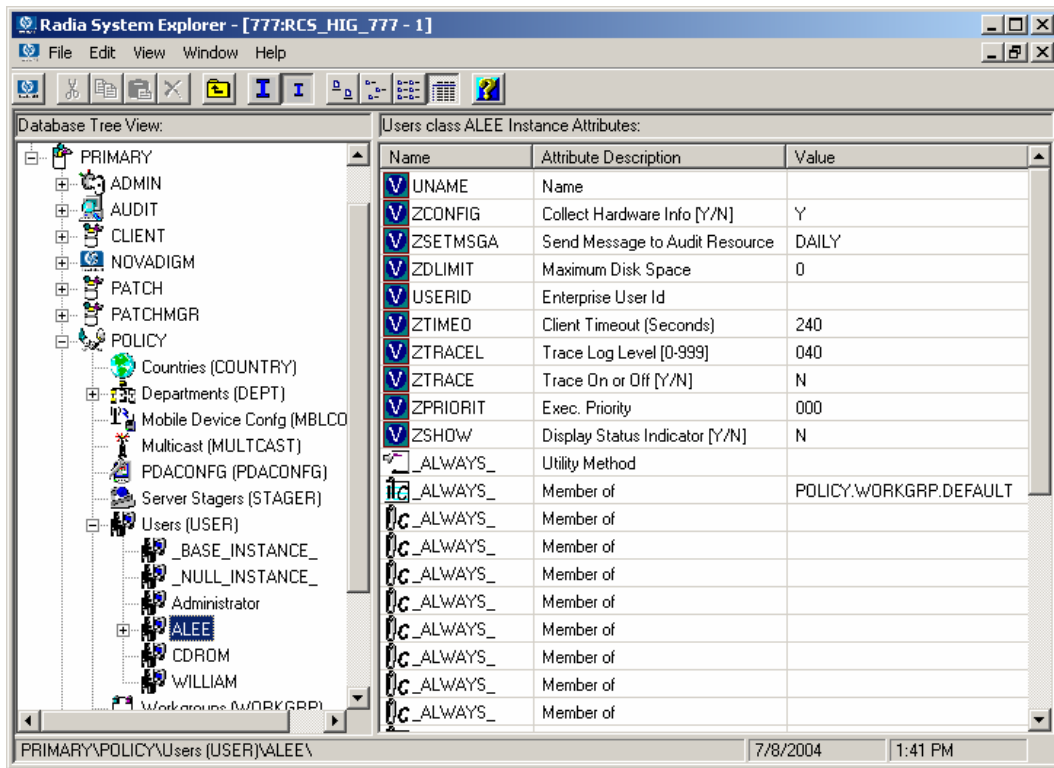 Radia System Explorer - [777:RCS_HIG_777 - 1]
File Edit View Window Help
Database Tree View:
PRIMARY
ADMIN
AUDIT
CLIENT
NOVADIGM
PATCH
PATCHMGR
POLICY
Countries (COUNTRY)
Departments (DEPT)
Mobile Device Confg (MBLCO
Multicast (MULTCAST)
PDACONFG (PDACONFG)
Server Stagers (STAGER)
Users (USER)
_BASE_INSTANCE_
_NULL_INSTANCE_
Administrator
ALEE
CDROM
WILLIAM
Workgroups (WORKGRP)
Users class ALEE Instance Attributes:
Name Attribute Description Value
V UNAME Name
V ZCONFIG Collect Hardware Info [Y/N] Y
V ZSETMSGA Send Message to Audit Resource DAILY
V ZDLIMIT Maximum Disk Space 0
V USERID Enterprise User Id
V ZTIMEO Client Timeout (Seconds) 240
V ZTRACEL Trace Log Level [0-999] 040
V ZTRACE Trace On or Off [Y/N] N
V ZPRIORIT Exec. Priority 000
V ZSHOW Display Status Indicator [Y/N] N
_ALWAYS_ Utility Method
_ALWAYS_ Member of POLICY.WORKGRP.DEFAULT
_ALWAYS_ Member of
_ALWAYS_ Member of
_ALWAYS_ Member of
_ALWAYS_ Member of
_ALWAYS_ Member of
_ALWAYS_ Member of
_ALWAYS_ Member of
_ALWAYS_ Member of
PRIMARY\POLICY\Users (USER)\ALEE\ 7/8/2004 1:41 PM